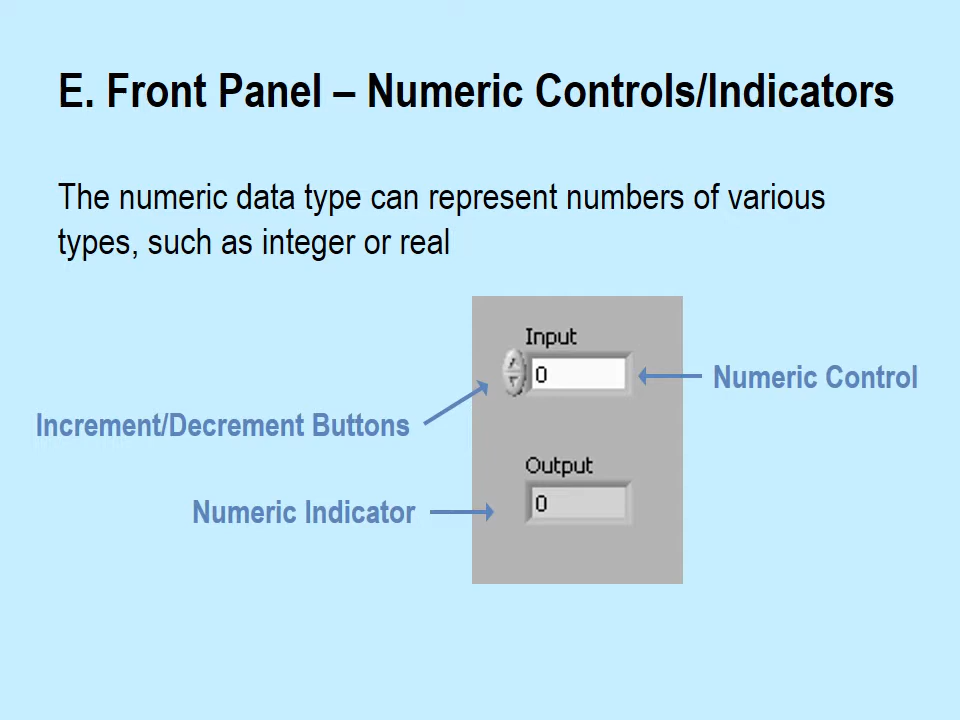 E. Front Panel – Numeric Controls/Indicators
The numeric data type can represent numbers of various
types, such as integer or real
Input
0
Numeric Control
Increment/Decrement Buttons
Output
0
Numeric Indicator